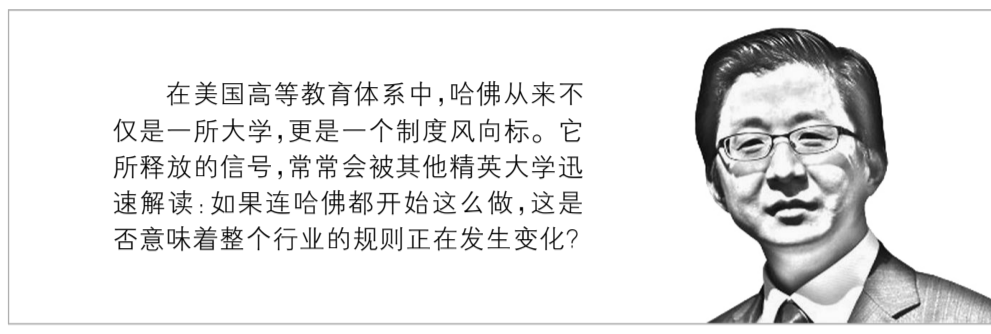 在美国高等教育体系中，哈佛从来不
仅是一所大学，更是一个制度风向标。它
所释放的信号，常常会被其他精英大学迅
速解读：如果连哈佛都开始这么做，这是
否意味着整个行业的规则正在发生变化？